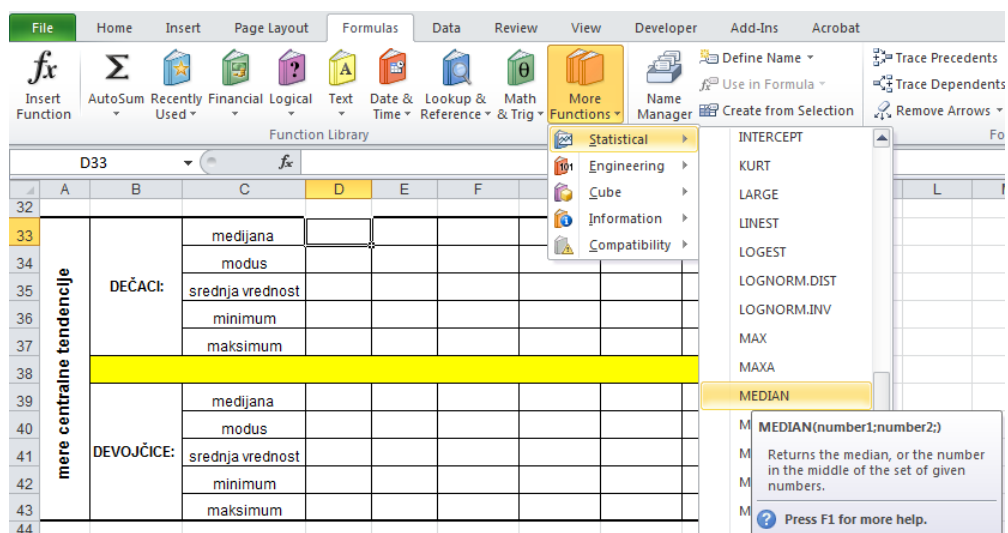 File Home Insert Page Layout Formulas Data Review View Developer Add-Ins Acrobat
fx Σ ? A θ
Insert Function AutoSum Recently Used Financial Logical Text Date & Time Lookup & Reference Math & Trig More Functions Name Manager
Define Name
Use in Formula
Create from Selection
Trace Precedents
Trace Dependents
Remove Arrows
Function Library Fo
D33 fx
A B C D E F L
32
33 medijana
34 modus
35 srednja vrednost
36 minimum
37 maksimum
38
39 medijana
40 modus
41 srednja vrednost
42 minimum
43 maksimum
44
mere centralne tendencije
DEČACI:
DEVOJČICE:
Statistical
Engineering
Cube
Information
Compatibility
INTERCEPT
KURT
LARGE
LINEST
LOGEST
LOGNORM.DIST
LOGNORM.INV
MAX
MAXA
MEDIAN
M
M
M
M
MEDIAN(number1;number2;)
Returns the median, or the number
in the middle of the set of given
numbers.
Press F1 for more help.